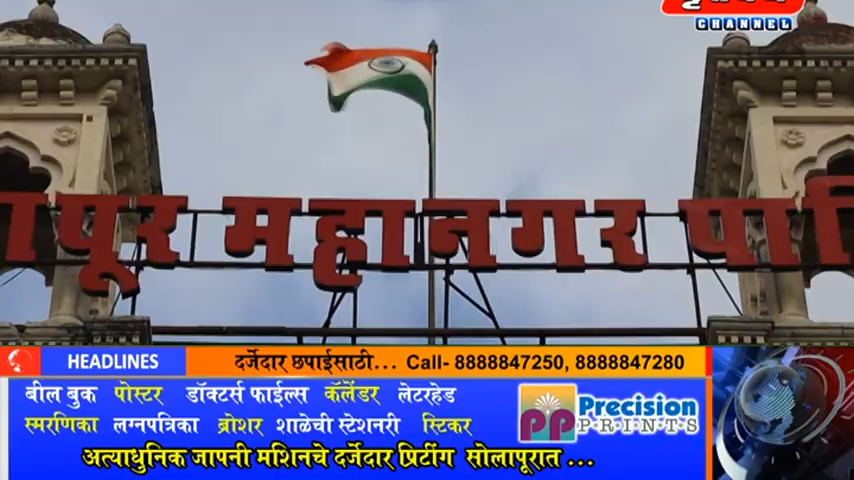 CHANNEL
पूर महानगर पा
HEADLINES
दर्जेदार छपाईसाठी... Call- 8888847250, 8888847280
बील बुक पोस्टर डॉक्टर्स फाईल्स कॅलेंडर लेटरहेड
स्मरणिका लग्नपत्रिका ब्रोशर शाळेची स्टेशनरी स्टिकर
PP Precision
PRINTS
अत्याधुनिक जापनी मशिनचे दर्जेदार प्रिटींग सोलापूरात ...